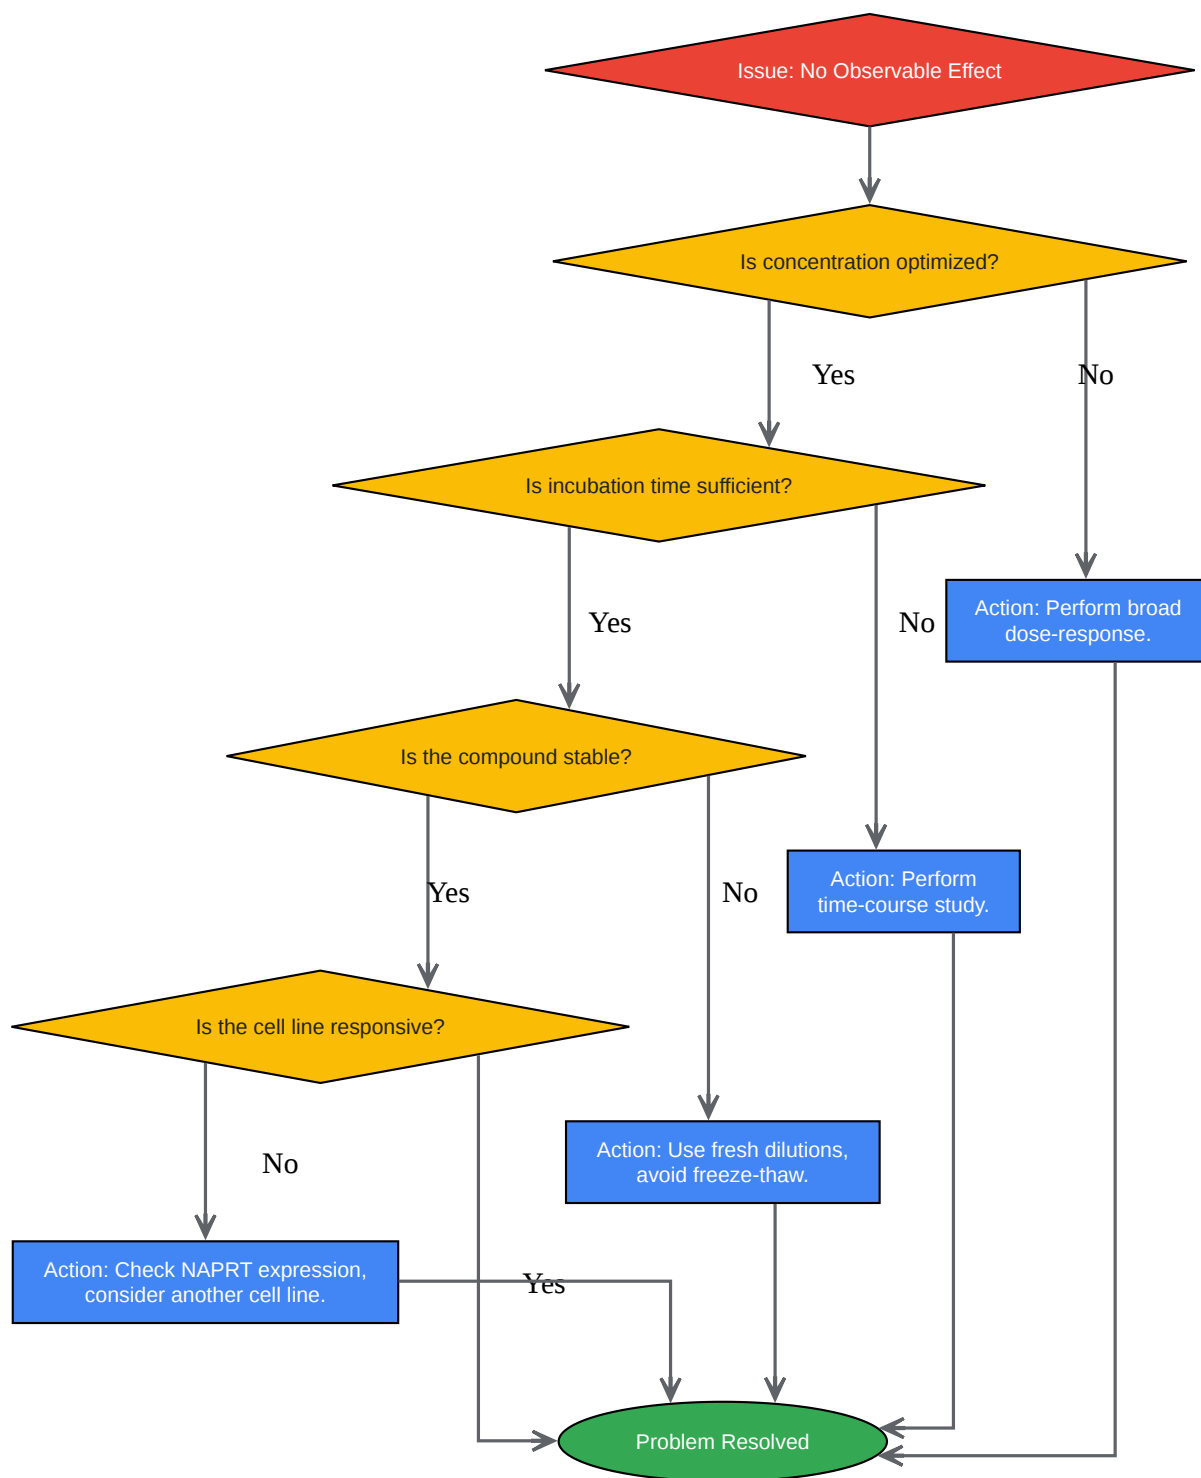 Issue: No Observable Effect
Is concentration optimized?
Yes
No
Is incubation time sufficient?
Action: Perform broad
dose-response.
Yes
No
Is the compound stable?
Action: Perform
time-course study.
Yes
No
Is the cell line responsive?
Action: Use fresh dilutions,
avoid freeze-thaw.
No
Action: Check NAPRT expression,
consider another cell line.
Yes
Problem Resolved